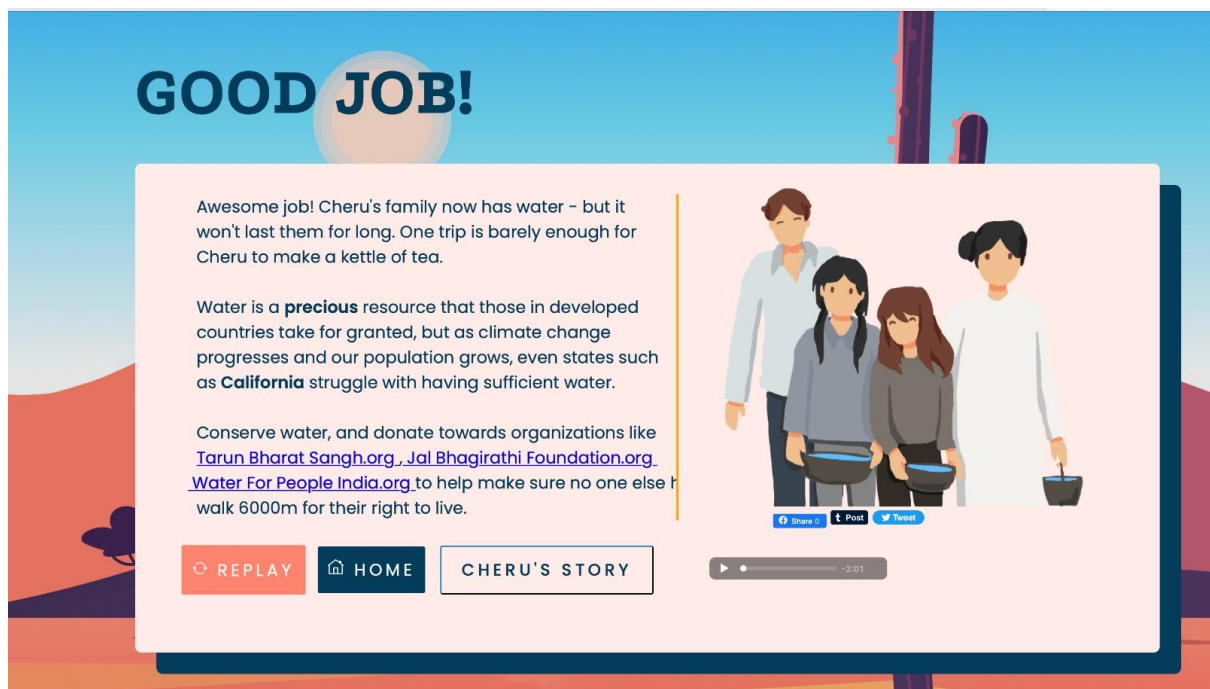 GOOD JOB!
Awesome job! Cheru's family now has water - but it
won't last them for long. One trip is barely enough for
Cheru to make a kettle of tea.
Water is a precious resource that those in developed
countries take for granted, but as climate change
progresses and our population grows, even states such
as California struggle with having sufficient water.
Conserve water, and donate towards organizations like
Tarun Bharat Sangh.org , Jal Bhagirathi Foundation.org
Water For People India.org to help make sure no one else
walk 6000m for their right to live.
Share 0
t Post
Tweet
REPLAY
HOME
CHERU'S STORY
-2:01